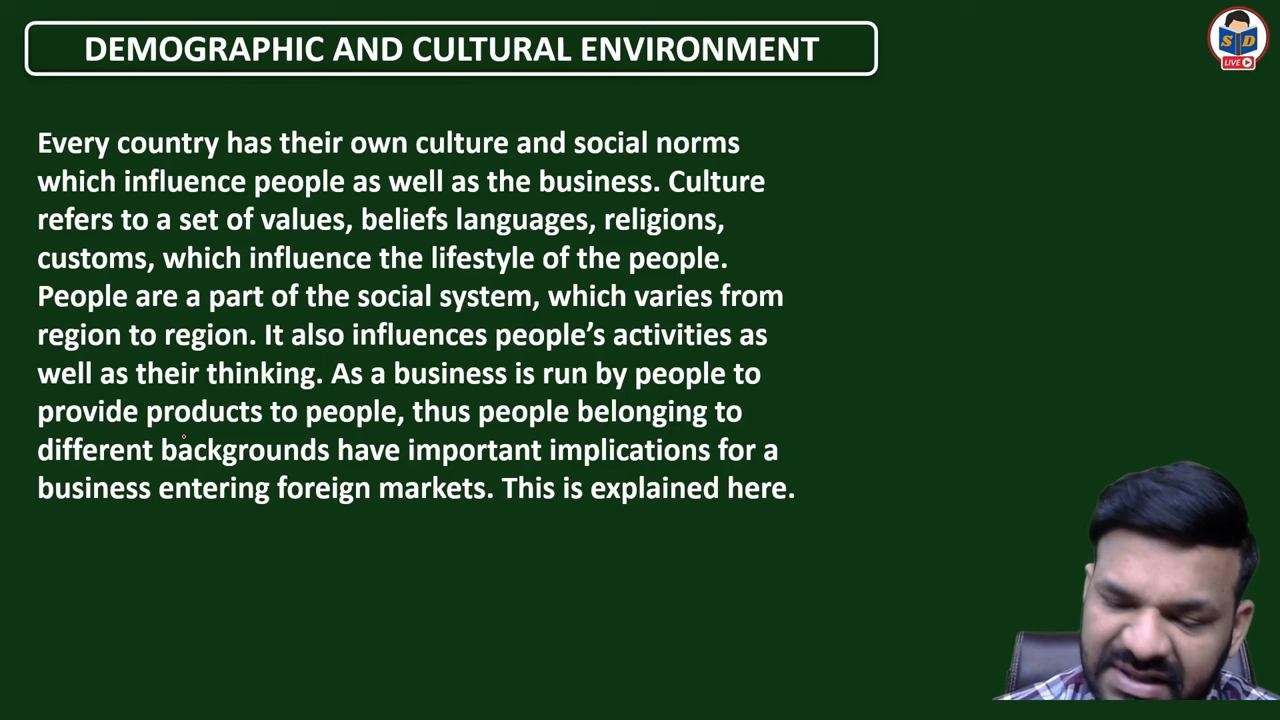 DEMOGRAPHIC AND CULTURAL ENVIRONMENT
S D
LIVE
Every country has their own culture and social norms
which influence people as well as the business. Culture
refers to a set of values, beliefs languages, religions,
customs, which influence the lifestyle of the people.
People are a part of the social system, which varies from
region to region. It also influences people’s activities as
well as their thinking. As a business is run by people to
provide products to people, thus people belonging to
different backgrounds have important implications for a
business entering foreign markets. This is explained here.